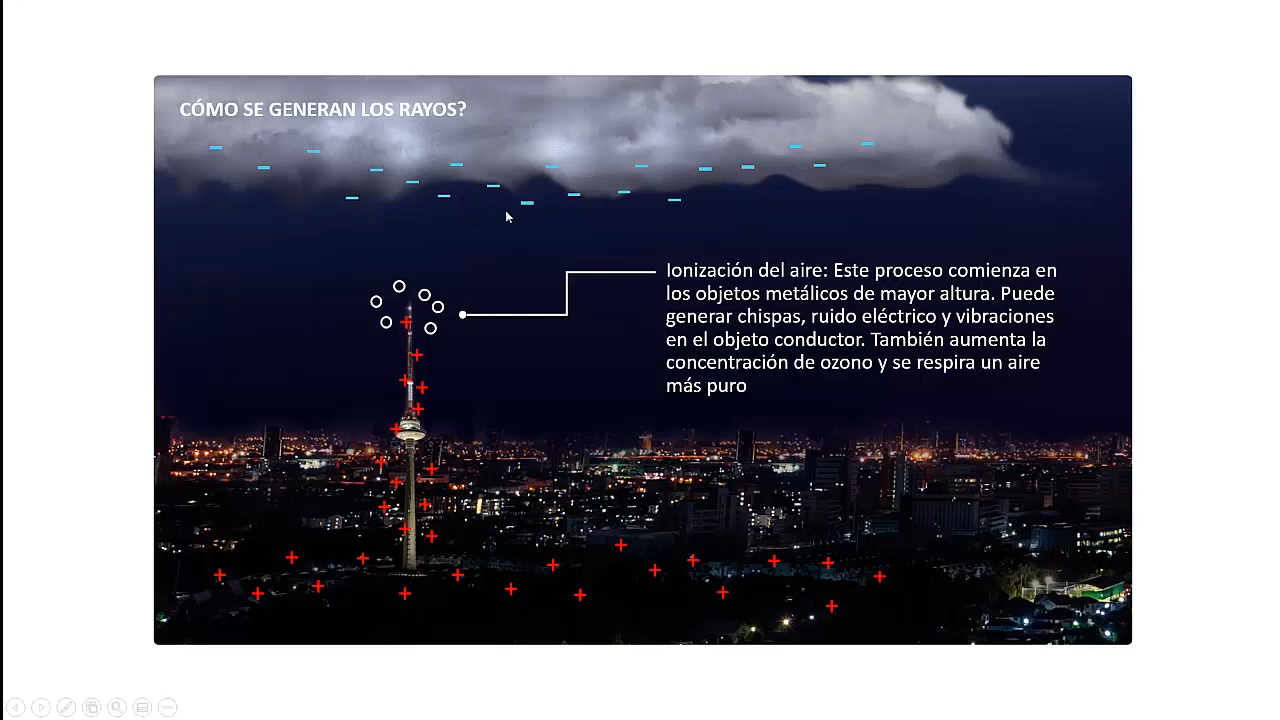 CÓMO SE GENERAN LOS RAYOS?
Ionización del aire: Este proceso comienza en
los objetos metálicos de mayor altura. Puede
generar chispas, ruido eléctrico y vibraciones
en el objeto conductor. También aumenta la
concentración de ozono y se respira un aire
más puro